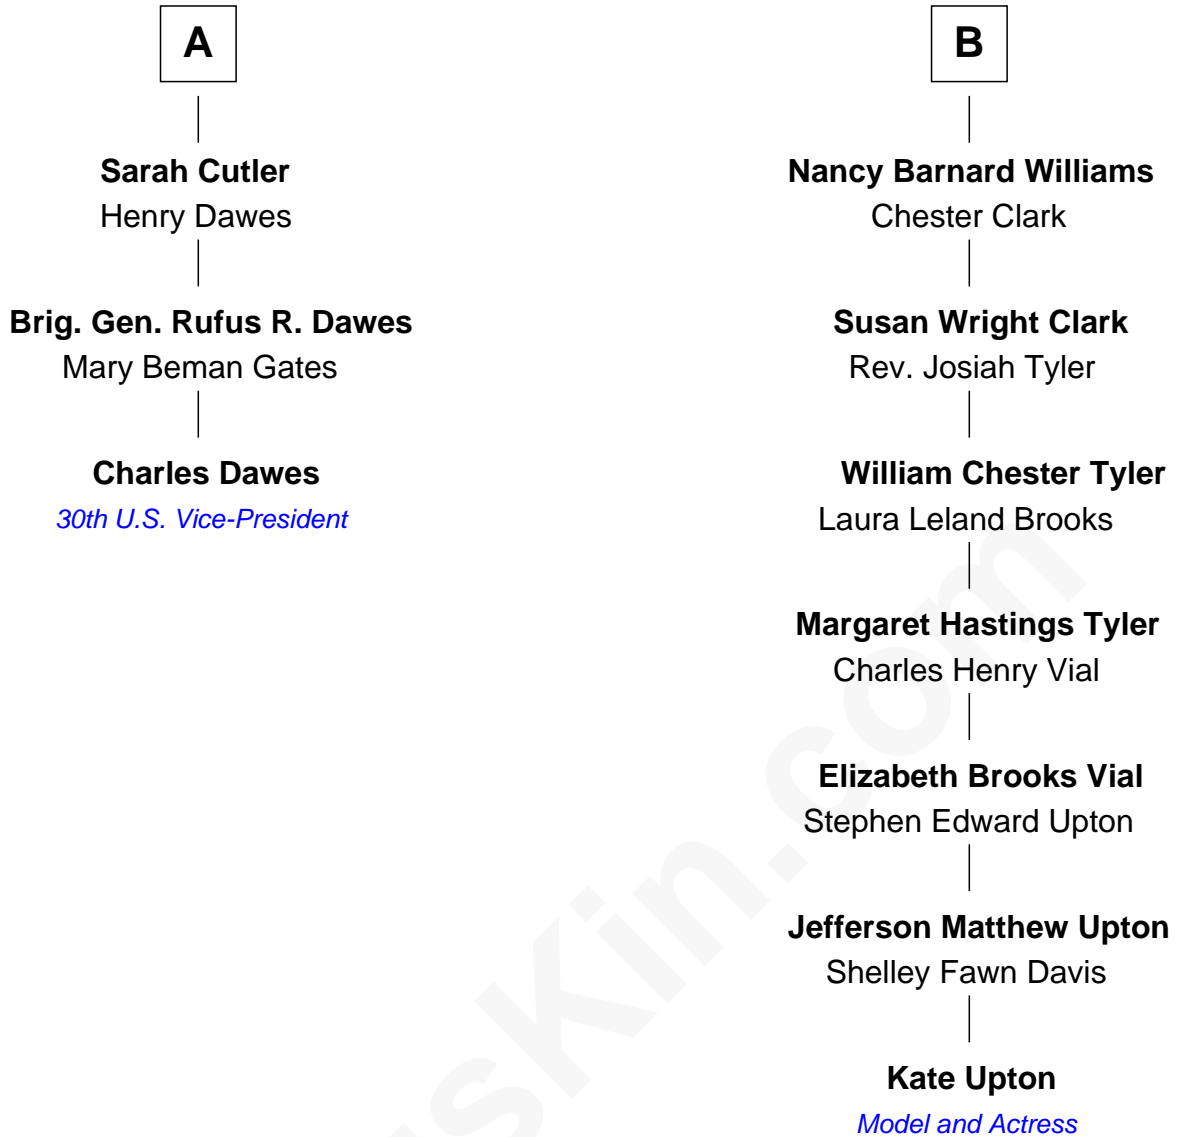 A
Sarah Cutler
Henry Dawes
Brig. Gen. Rufus R. Dawes
Mary Beman Gates
Charles Dawes
30th U.S. Vice-President
B
Nancy Barnard Williams
Chester Clark
Susan Wright Clark
Rev. Josiah Tyler
William Chester Tyler
Laura Leland Brooks
Margaret Hastings Tyler
Charles Henry Vial
Elizabeth Brooks Vial
Stephen Edward Upton
Jefferson Matthew Upton
Shelley Fawn Davis
Kate Upton
Model and Actress
sKin.com